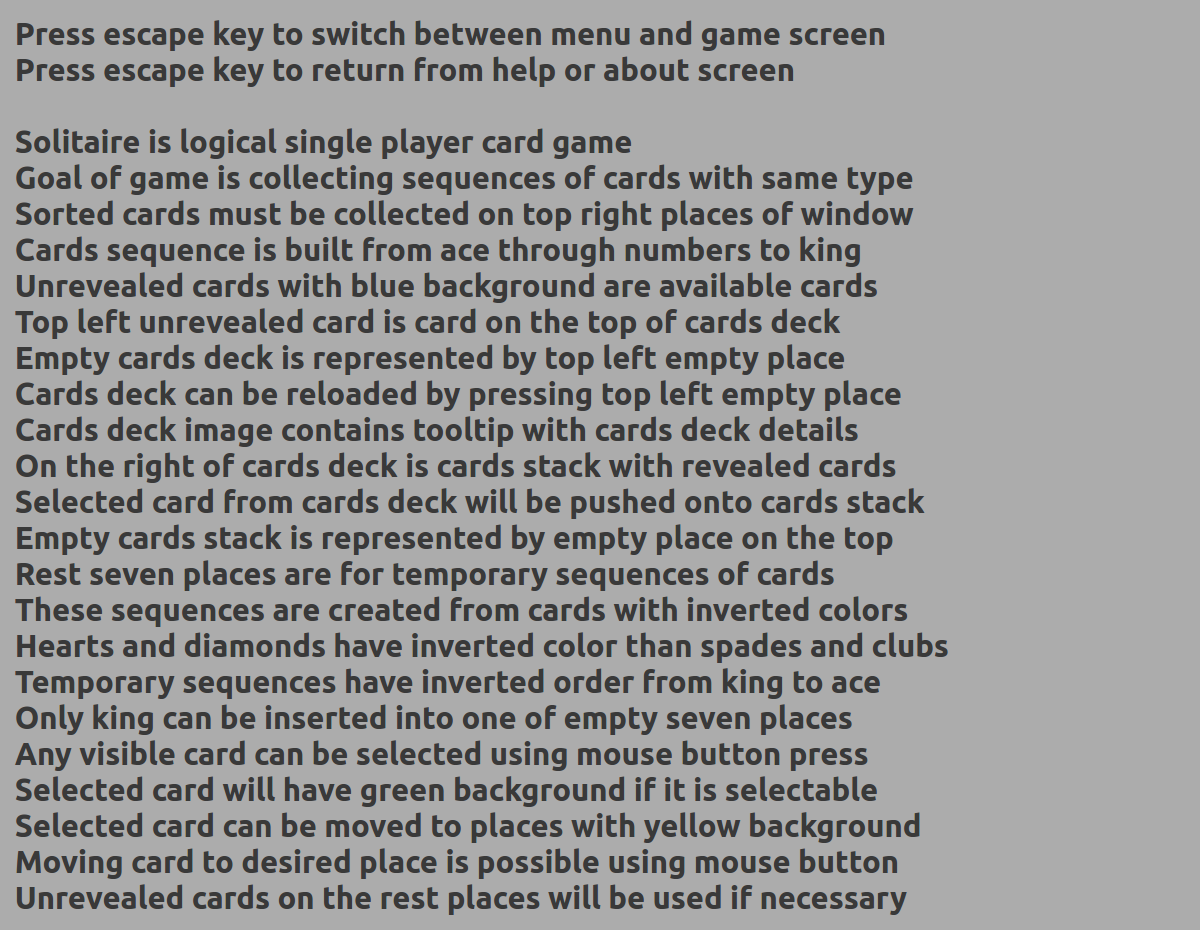 Press escape key to switch between menu and game screen
Press escape key to return from help or about screen
Solitaire is logical single player card game
Goal of game is collecting sequences of cards with same type
Sorted cards must be collected on top right places of window
Cards sequence is built from ace through numbers to king
Unrevealed cards with blue background are available cards
Top left unrevealed card is card on the top of cards deck
Empty cards deck is represented by top left empty place
Cards deck can be reloaded by pressing top left empty place
Cards deck image contains tooltip with cards deck details
On the right of cards deck is cards stack with revealed cards
Selected card from cards deck will be pushed onto cards stack
Empty cards stack is represented by empty place on the top
Rest seven places are for temporary sequences of cards
These sequences are created from cards with inverted colors
Hearts and diamonds have inverted color than spades and clubs
Temporary sequences have inverted order from king to ace
Only king can be inserted into one of empty seven places
Any visible card can be selected using mouse button press
Selected card will have green background if it is selectable
Selected card can be moved to places with yellow background
Moving card to desired place is possible using mouse button
Unrevealed cards on the rest places will be used if necessary